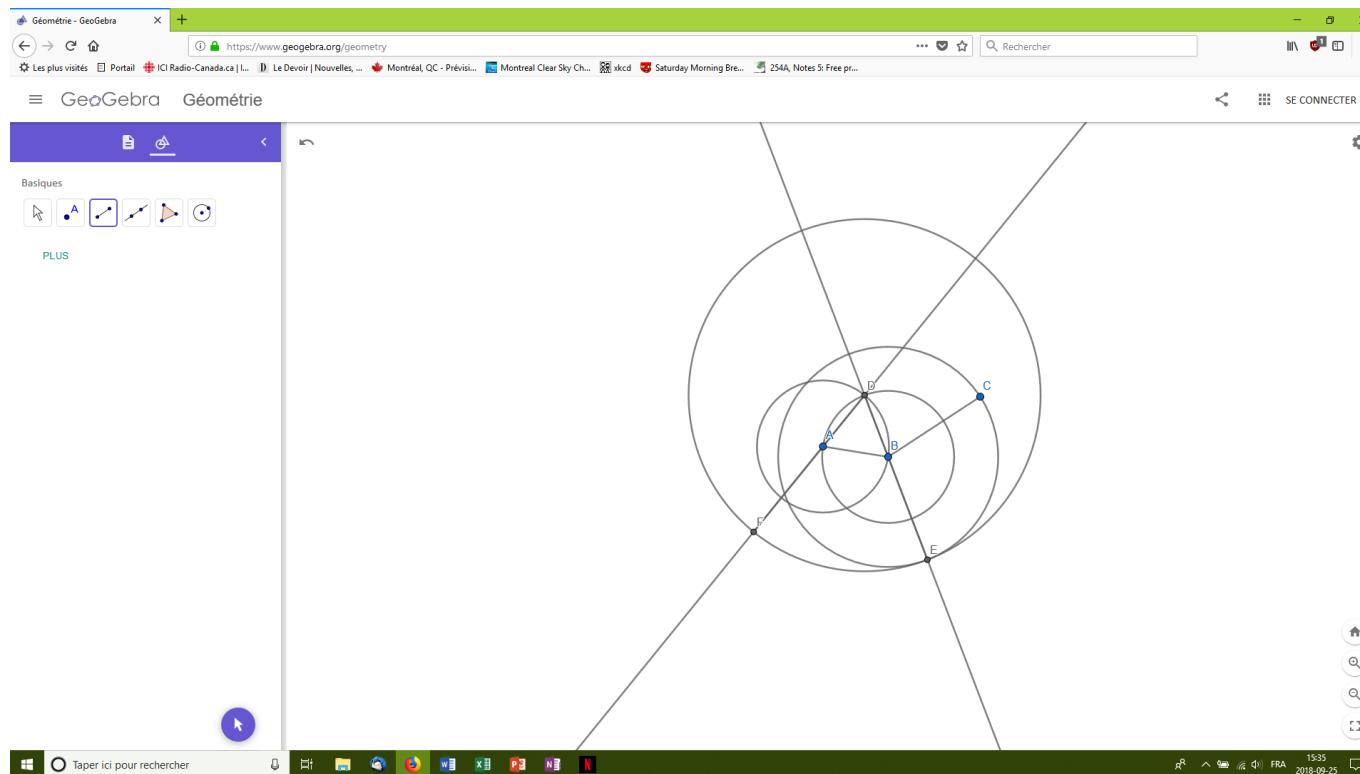 Géométrie - GeoGebra
https://www.geogebra.org/geometry
Rechercher
Les plus visités Portail ICI Radio-Canada.ca | I... Le Devoir | Nouvelles, ... Montréal, QC - Prévisi... Montreal Clear Sky Ch... xkcd Saturday Morning Bre... 254A, Notes 5: Free pr...
GeoGebra Géométrie SE CONNECTER
Basiques
A
PLUS
D
C
A
B
F
E
Taper ici pour rechercher
FRA
15:35
2018-09-25